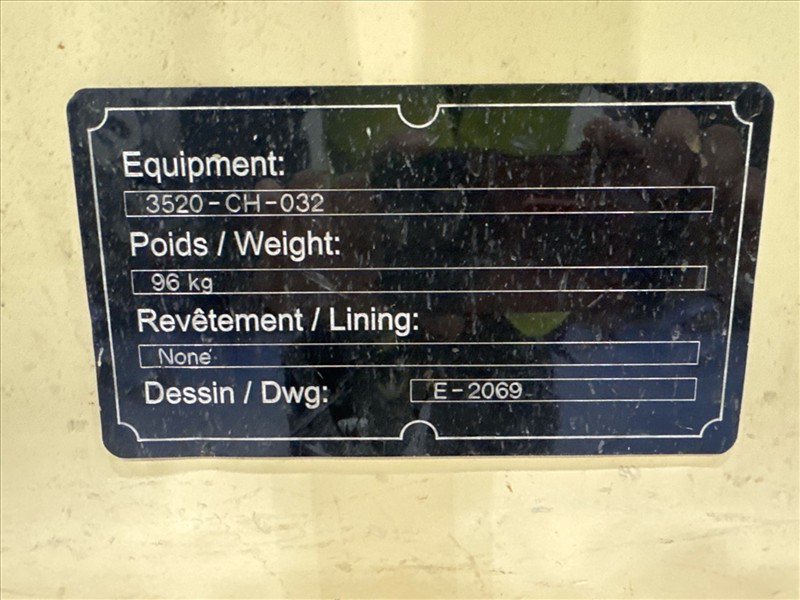 Equipment:
3520-CH-032
Poids / Weight:
96 kg
Revêtement / Lining:
None
Dessin / Dwg:
E-2069